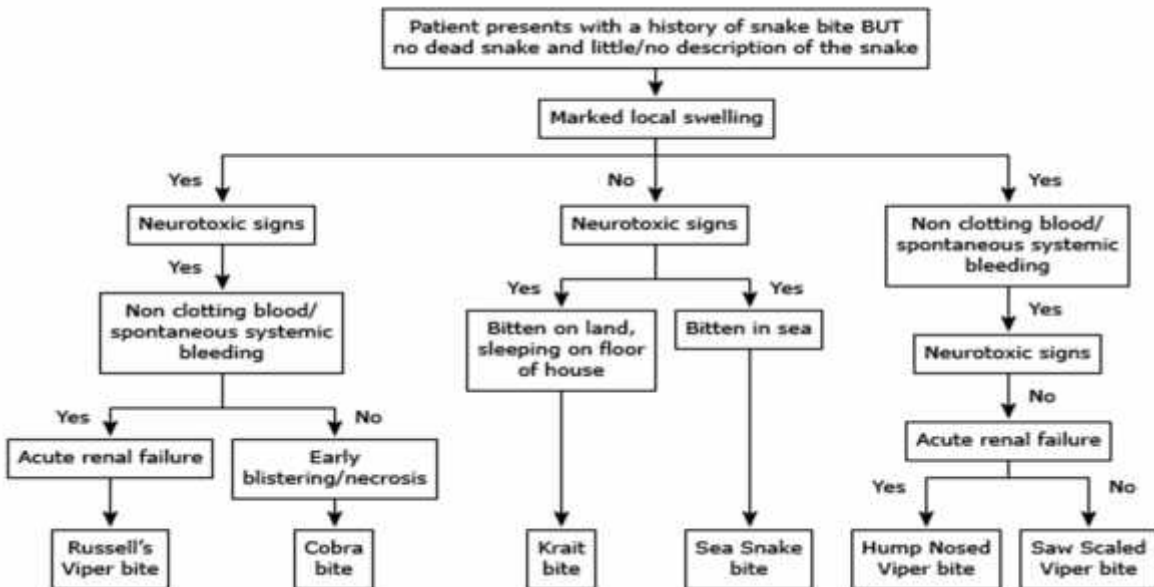 Patient presents with a history of snake bite BUT
no dead snake and little/no description of the snake
Marked local swelling
Yes
No
Yes
Neurotoxic signs
Neurotoxic signs
Non clotting blood/
spontaneous systemic
bleeding
Yes
Yes
Yes
Yes
Non clotting blood/
spontaneous systemic
bleeding
Bitten on land,
sleeping on floor
of house
Bitten in sea
Neurotoxic signs
No
Yes
No
Acute renal failure
Early
blistering/necrosis
Acute renal failure
Yes
No
Russell's
Viper bite
Cobra
bite
Krait
bite
Sea Snake
bite
Hump Nosed
Viper bite
Saw Scaled
Viper bite